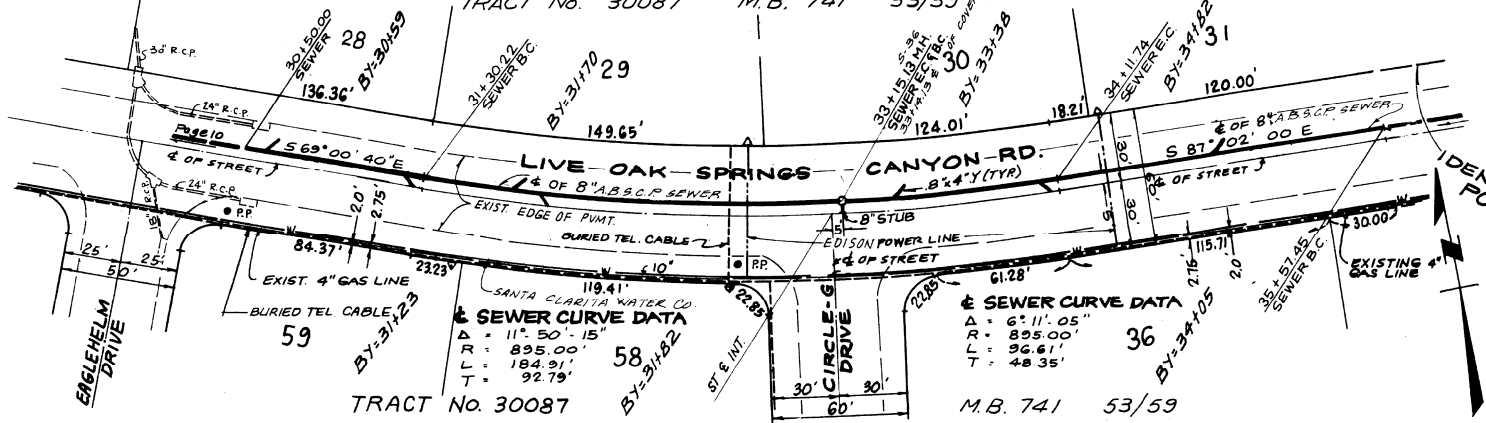 TRACT No. 30087 M.B. 741 53/59
30" R.C.P.
30+50.00
SEWER
28
BY=30+59
136.36'
31+30.22
SEWER B.C.
BY=31+70
29
149.65'
S-36
33+15.13 M.H.
SEWER E.C. & B.C.
30
BY=33+38
124.01'
18.21'
34+11.74
SEWER E.C.
BY=34+82
31
120.00'
24" R.C.P.
Page 10
℄ OF STREET
S 69° 00' 40" E
LIVE OAK SPRINGS CANYON RD.
℄ OF 8" A.B.S.C.P. SEWER
8"x4" Y (TYP.)
℄ OF 8" A.B.S.C.P. SEWER
S 87° 02' 00 E
℄ OF STREET
30'
30'
60'
5'
24" R.C.P.
18" R.C.P.
P.P.
2.0'
2.75'
EXIST. EDGE OF PVMT.
BURIED TEL. CABLE
8" STUB
5'
EDISON POWER LINE
℄ OF STREET
P.P.
25'
25'
50'
84.37'
23.23'
W
10"
119.41'
22.85'
22.85'
61.28'
W
115.71
2.75'
2.0'
W
30.00'
EXIST. 4" GAS LINE
BURIED TEL. CABLE
SANTA CLARITA WATER CO.
EXISTING 4"
GAS LINE
35+57.45
SEWER B.C.
EAGLEHELM
DRIVE
59
BY=31+23
℄ SEWER CURVE DATA
Δ = 11°-50'-15"
R = 895.00'
L = 184.91'
T = 92.79'
58
BY=31+82
ST ℄ INT.
CIRCLE-G
DRIVE
30'
30'
60'
℄ SEWER CURVE DATA
Δ = 6°-11'-05"
R = 895.00'
L = 96.61'
T = 48.35'
36
BY=34+05
TRACT No. 30087
M.B. 741 53/59